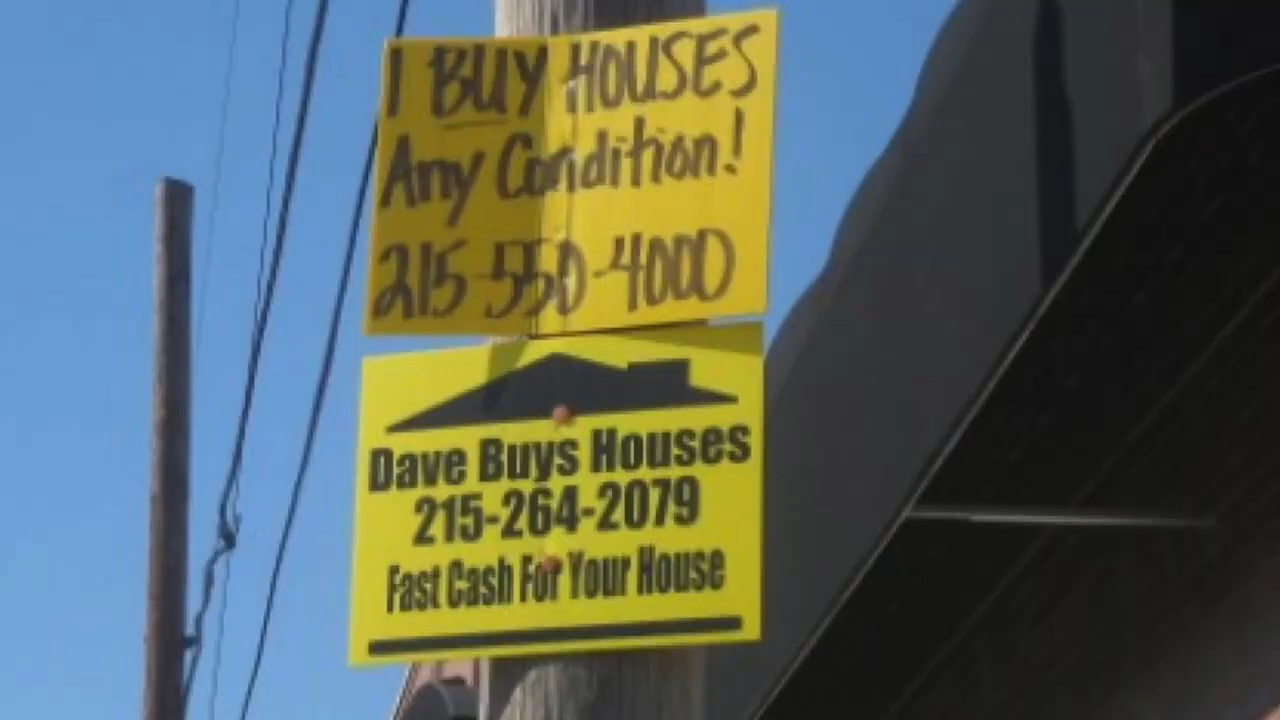 I BUY HOUSES
Any Condition!
215-550-4000
Dave Buys Houses
215-264-2079
Fast Cash For Your House